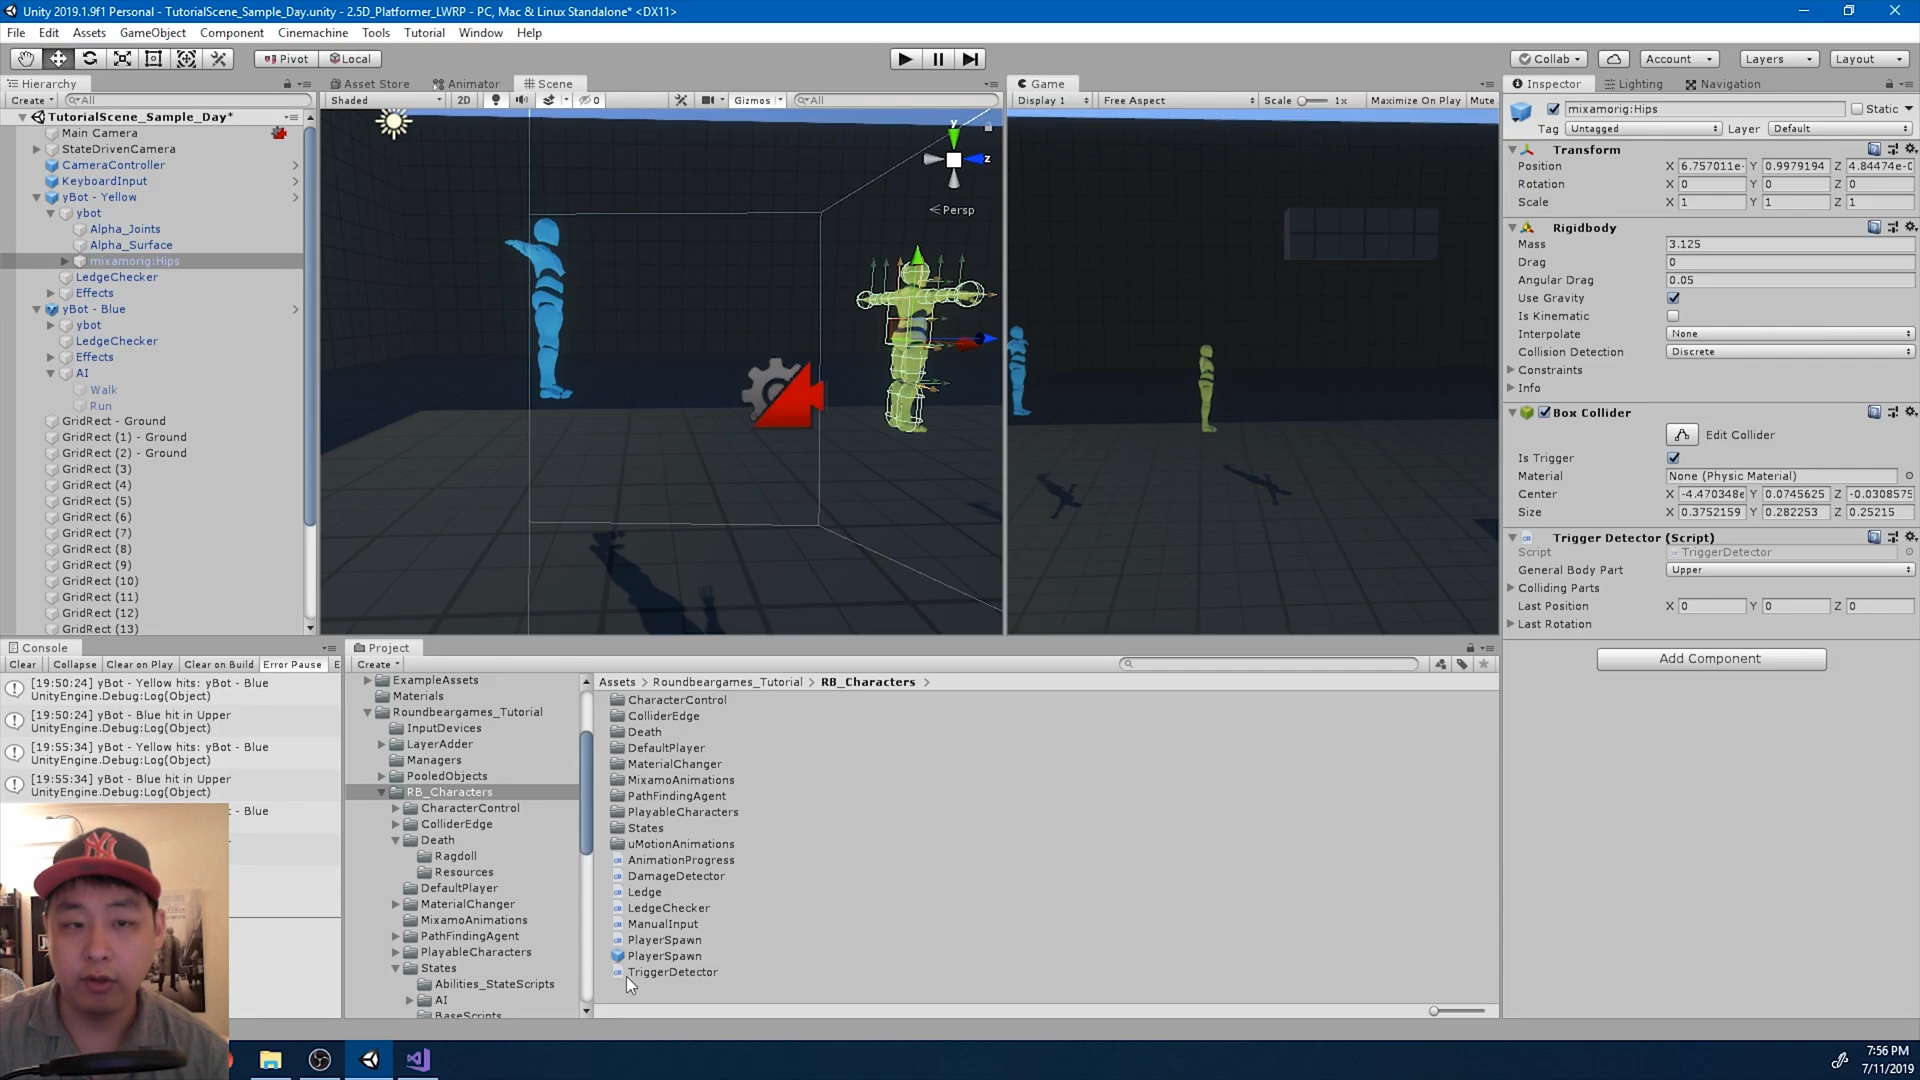 Unity 2019.1.9f1 Personal - TutorialScene_Sample_Day.unity - 2.5D_Platformer_LWRP - PC, Mac & Linux Standalone* <DX11>
File Edit Assets GameObject Component Cinemachine Tools Tutorial Window Help
Pivot Local Collab Account Layers Layout
Hierarchy
Create All
TutorialScene_Sample_Day*
Main Camera
StateDrivenCamera
CameraController
KeyboardInput
yBot - Yellow
ybot
Alpha_Joints
Alpha_Surface
mixamorig:Hips
LedgeChecker
Effects
yBot - Blue
ybot
LedgeChecker
Effects
AI
Walk
Run
GridRect - Ground
GridRect (1) - Ground
GridRect (2) - Ground
GridRect (3)
GridRect (4)
GridRect (5)
GridRect (6)
GridRect (7)
GridRect (8)
GridRect (9)
GridRect (10)
GridRect (11)
GridRect (12)
GridRect (13)
Asset Store Animator Scene
Shaded 2D 0 Gizmos All
y
z
Persp
Game
Display 1 Free Aspect Scale 1x Maximize On Play Mute
Inspector Lighting Navigation
mixamorig:Hips Static
Tag Untagged Layer Default
Transform
Position X 6.757011e- Y 0.9979194 Z 4.84474e-0
Rotation X 0 Y 0 Z 0
Scale X 1 Y 1 Z 1
Rigidbody
Mass 3.125
Drag 0
Angular Drag 0.05
Use Gravity
Is Kinematic
Interpolate None
Collision Detection Discrete
Constraints
Info
Box Collider
Edit Collider
Is Trigger
Material None (Physic Material)
Center X -4.470348e Y 0.0745625 Z -0.0308575
Size X 0.3752159 Y 0.282253 Z 0.25215
Trigger Detector (Script)
Script TriggerDetector
General Body Part Upper
Colliding Parts
Last Position X 0 Y 0 Z 0
Last Rotation
Add Component
Console
Clear Collapse Clear on Play Clear on Build Error Pause E
[19:50:24] yBot - Yellow hits: yBot - Blue
UnityEngine.Debug:Log(Object)
[19:50:24] yBot - Blue hit in Upper
UnityEngine.Debug:Log(Object)
[19:55:34] yBot - Yellow hits: yBot - Blue
UnityEngine.Debug:Log(Object)
[19:55:34] yBot - Blue hit in Upper
UnityEngine.Debug:Log(Object)
t - Blue
Project
Create
ExampleAssets
Materials
Roundbeargames_Tutorial
InputDevices
LayerAdder
Managers
PooledObjects
RB_Characters
CharacterControl
ColliderEdge
Death
Ragdoll
Resources
DefaultPlayer
MaterialChanger
MixamoAnimations
PathFindingAgent
PlayableCharacters
States
Abilities_StateScripts
AI
BaseScripts
Assets Roundbeargames_Tutorial RB_Characters
CharacterControl
ColliderEdge
Death
DefaultPlayer
MaterialChanger
MixamoAnimations
PathFindingAgent
PlayableCharacters
States
uMotionAnimations
AnimationProgress
DamageDetector
Ledge
LedgeChecker
ManualInput
PlayerSpawn
PlayerSpawn
TriggerDetector
7:56 PM
7/11/2019